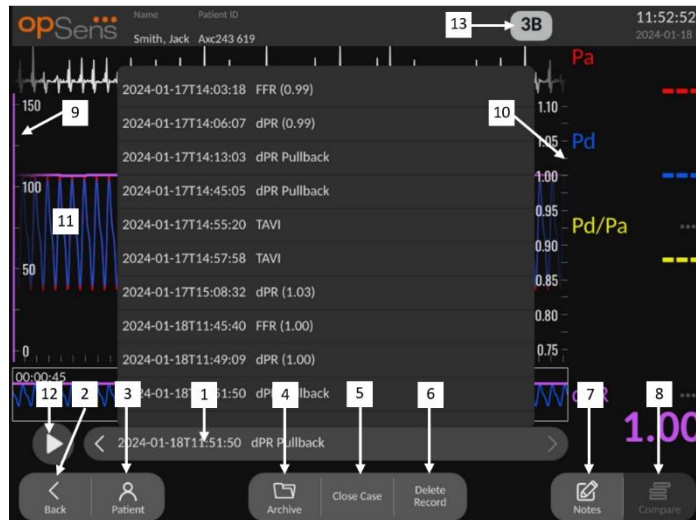 opSens
Name Patient ID
Smith, Jack Axc243 619
13
3B
11:52:52
2024-01-18
Pa
150
9
2024-01-17T14:03:18 FFR (0.99)
1.10
10
2024-01-17T14:06:07 dPR (0.99)
1.05
Pd
2024-01-17T14:13:03 dPR Pullback
1.00
100
2024-01-17T14:45:05 dPR Pullback
11
0.95
2024-01-17T14:55:20 TAVI
Pd/Pa
0.90
2024-01-17T14:57:58 TAVI
50
0.85
2024-01-17T15:08:32 dPR (1.03)
0.80
2024-01-18T11:45:40 FFR (1.00)
0
2024-01-18T11:49:09 dPR (1.00)
0.75
00:00:45
12
2
3
1
4
5
6
7
8
1.00
2024-01-18T11:51:50 dPR Pullback
Back
Patient
Archive
Close Case
Delete
Record
Notes
Compare